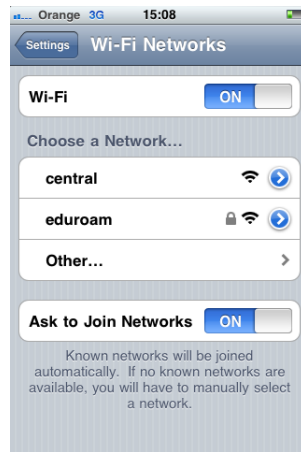 ... Orange 3G 15:08
Settings Wi-Fi Networks
Wi-Fi ON
Choose a Network...
central
eduroam
Other...
Ask to Join Networks ON
Known networks will be joined
automatically. If no known networks are
available, you will have to manually select
a network.